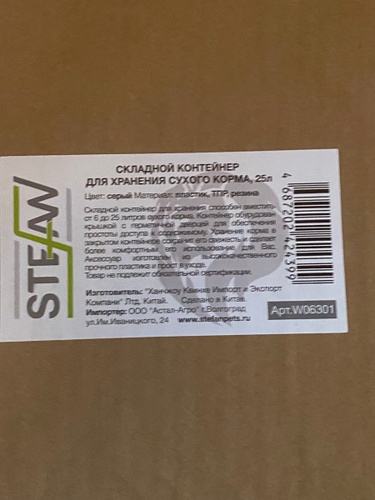 STEFAN
СКЛАДНОЙ КОНТЕЙНЕР
ДЛЯ ХРАНЕНИЯ СУХОГО КОРМА, 25л
Цвет: серый Материал: пластик, ТПР, резина
Складной контейнер для хранения способен вместить
от 6 до 25 литров сухого корма. Контейнер оборудован
крышкой с герметичной дверцей для обеспечения
простоты доступа к содержимому. Хранение корма в
закрытом контейнере сохранит его свежесть и сделает
более комфортным его использование для Вас.
Аксессуар изготовлен из высококачественного
прочного пластика и прост в уходе.
Товар не подлежит обязательной сертификации.
Изготовитель: "Ханчжоу Каинхе Импорт и Экспорт
Компани" Лтд, Китай. Сделано в Китае.
Импортер: ООО "Астал-Агро" г.Волгоград
ул.Им.Иваницкого, 24 www.stefanpets.ru
4 687202 424399
Арт.W06301